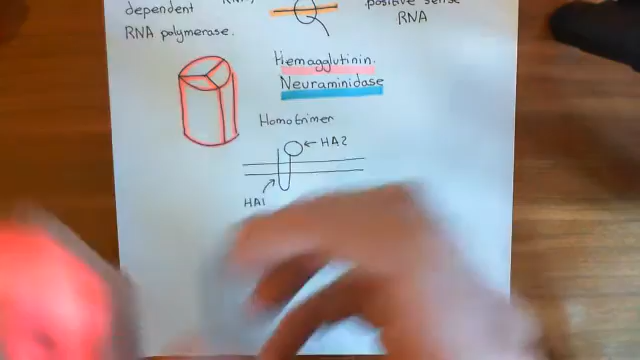 dependent
RNA polymerase.
positive sense
RNA
Hemagglutinin.
Neuraminidase
Homotrimer
HA2
HA1